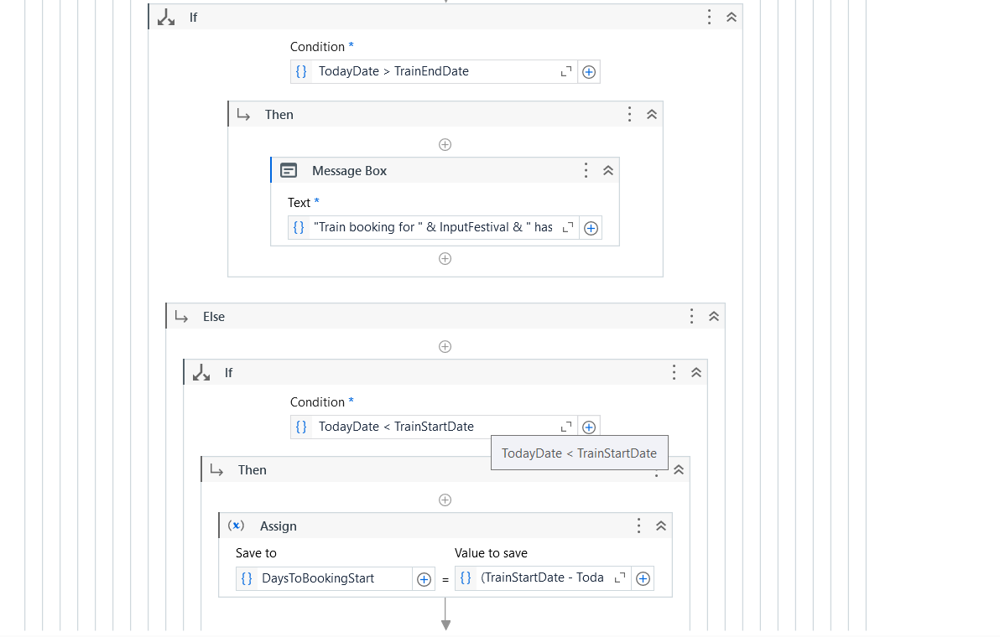 If
Condition *
{} TodayDate > TrainEndDate
Then
Message Box
Text *
{} "Train booking for " & InputFestival & " has
Else
If
Condition *
{} TodayDate < TrainStartDate
TodayDate < TrainStartDate
Then
(x) Assign
Save to Value to save
{} DaysToBookingStart = {} (TrainStartDate - Toda